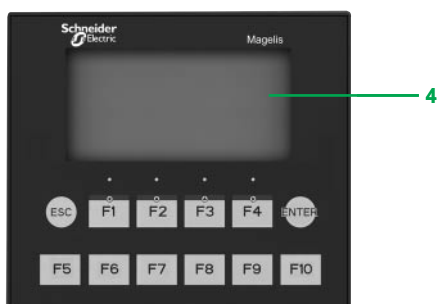 Schneider
Electric
Magelis
4
ESC F1 F2 F3 F4 ENTER
F5 F6 F7 F8 F9 F10